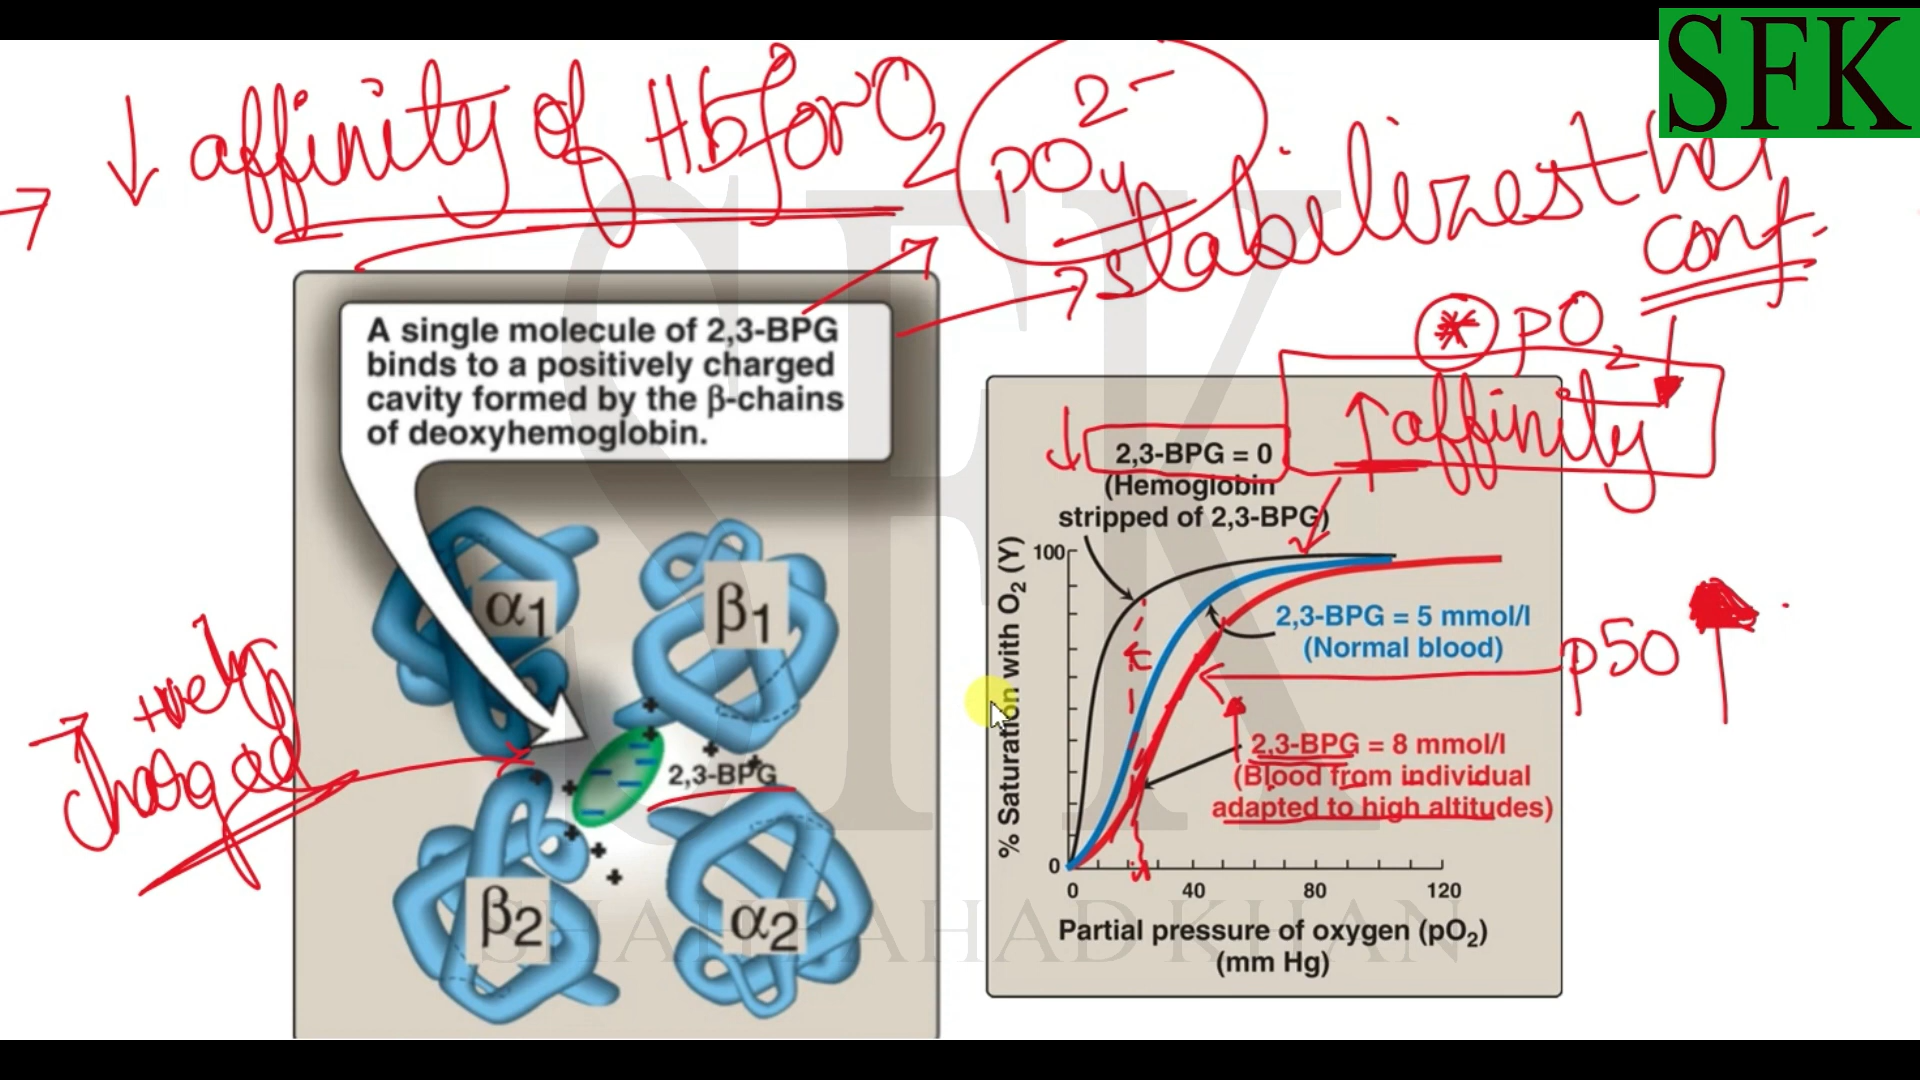 SFK
↓ affinity of Hb for O2
PO4 2-
→ stabilizes the
conf.
A single molecule of 2,3-BPG
binds to a positively charged
cavity formed by the β-chains
of deoxyhemoglobin.
* pO2
↑ affinity
↓ 2,3-BPG = 0
(Hemoglobin
stripped of 2,3-BPG)
α1
β1
2,3-BPG
β2
α2
+vely
charged
% Saturation with O2 (Y)
100
0
2,3-BPG = 5 mmol/l
(Normal blood)
p50 ↑
2,3-BPG = 8 mmol/l
(Blood from individual
adapted to high altitudes)
0 40 80 120
Partial pressure of oxygen (pO2)
(mm Hg)
SFK
SHAH FAHAD KHAN